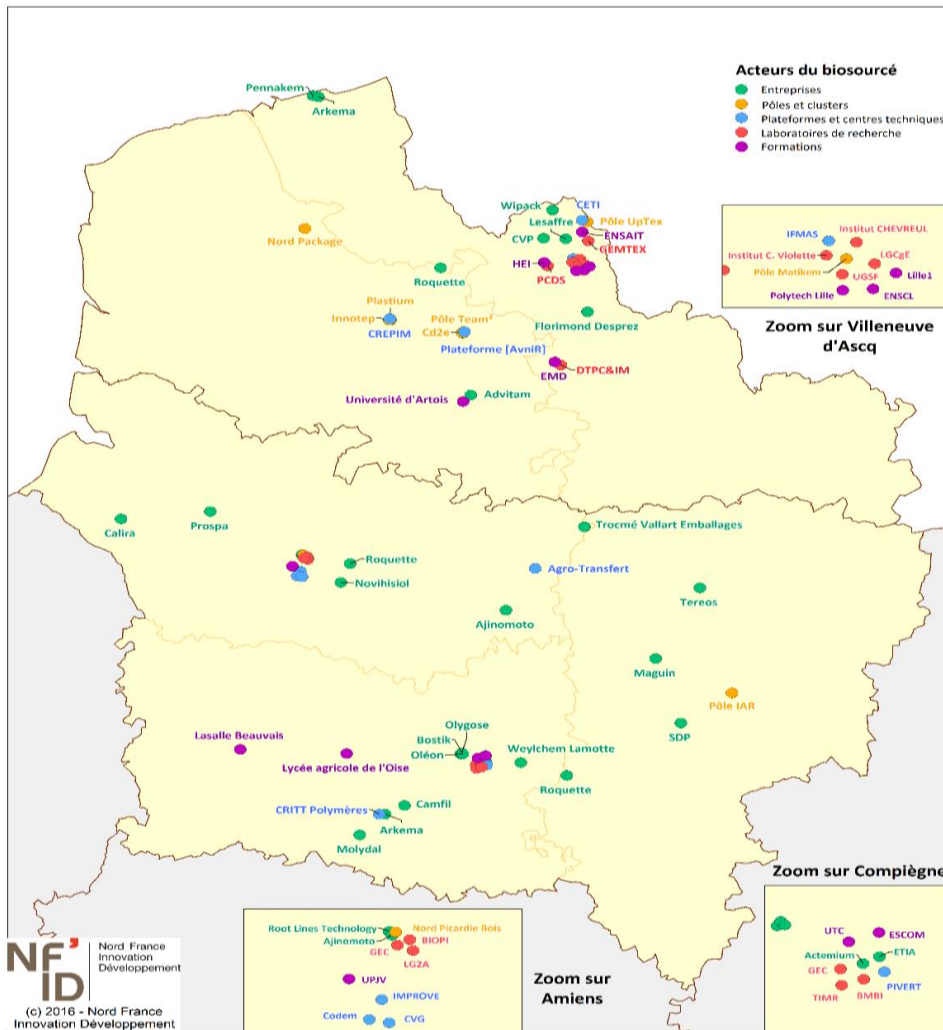 Acteurs du biosourcé
Entreprises
Pôles et clusters
Plateformes et centres techniques
Laboratoires de recherche
Formations
Pennakem
Arkema
Wipack
CETI
Lesaffre
Pôle UpTex
CVP
ENSAIT
GEMTEX
Nord Package
HEI
PCDS
Roquette
Plastium
Innotep
CREPIM
Pôle Team²
Cd2e
Plateforme [AvniR]
Florimond Desprez
EMD
DTPC&IM
Université d'Artois
Advitam
IFMAS
Institut CHEVREUL
Institut C. Violette
LGCgE
Pôle Matikem
UGSF
Lille1
Polytech Lille
ENSCL
Zoom sur Villeneuve
d'Ascq
Calira
Prospa
Trocmé Vallart Emballages
Roquette
Novihisiol
Agro-Transfert
Tereos
Ajinomoto
Maguin
Pôle IAR
SDP
Lasalle Beauvais
Lycée agricole de l'Oise
Olygose
Bostik
Oléon
Weylchem Lamotte
Roquette
CRITT Polymères
Camfil
Arkema
Molydal
Zoom sur Compiègne
UTC
ESCOM
Actemium
ETIA
GEC
PIVERT
TIMR
BMBI
Root Lines Technology
Nord Picardie Bois
Ajinomoto
BIOPI
GEC
LG2A
UPJV
IMPROVE
Codem
CVG
Zoom sur
Amiens
NF'ID
Nord France
Innovation
Développement
(c) 2016 - Nord France
Innovation Développement